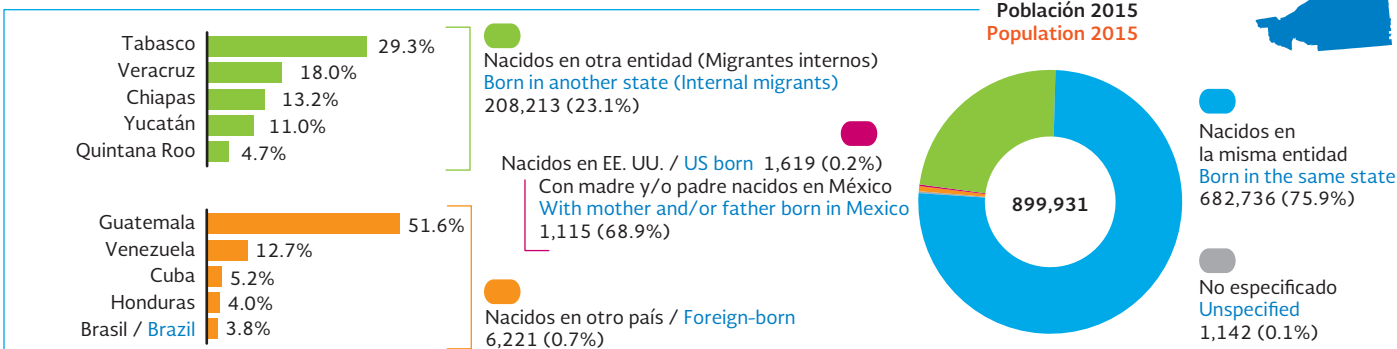 Población 2015
Population 2015
Tabasco 29.3%
Veracruz 18.0%
Chiapas 13.2%
Yucatán 11.0%
Quintana Roo 4.7%
Nacidos en otra entidad (Migrantes internos)
Born in another state (Internal migrants)
208,213 (23.1%)
Nacidos en EE. UU. / US born 1,619 (0.2%)
Con madre y/o padre nacidos en México
With mother and/or father born in Mexico
1,115 (68.9%)
Guatemala 51.6%
Venezuela 12.7%
Cuba 5.2%
Honduras 4.0%
Brasil / Brazil 3.8%
Nacidos en otro país / Foreign-born
6,221 (0.7%)
899,931
Nacidos en
la misma entidad
Born in the same state
682,736 (75.9%)
No especificado
Unspecified
1,142 (0.1%)